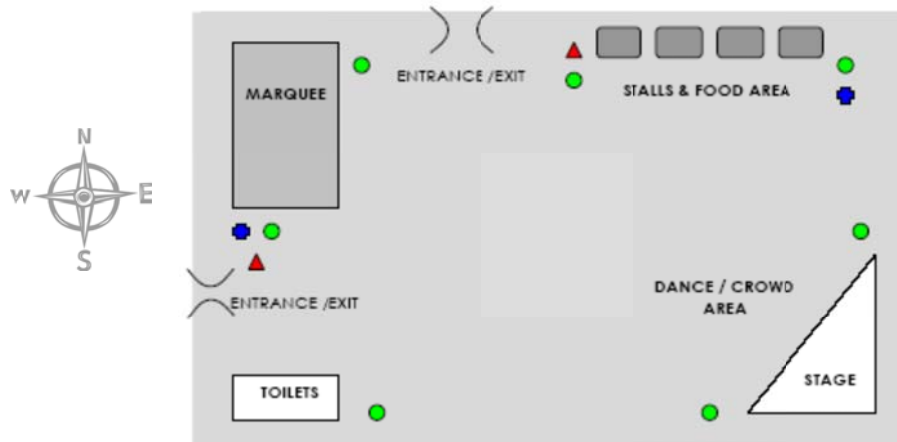 ENTRANCE /EXIT
MARQUEE
STALLS & FOOD AREA
N
W E
S
ENTRANCE /EXIT
DANCE / CROWD
AREA
TOILETS
STAGE